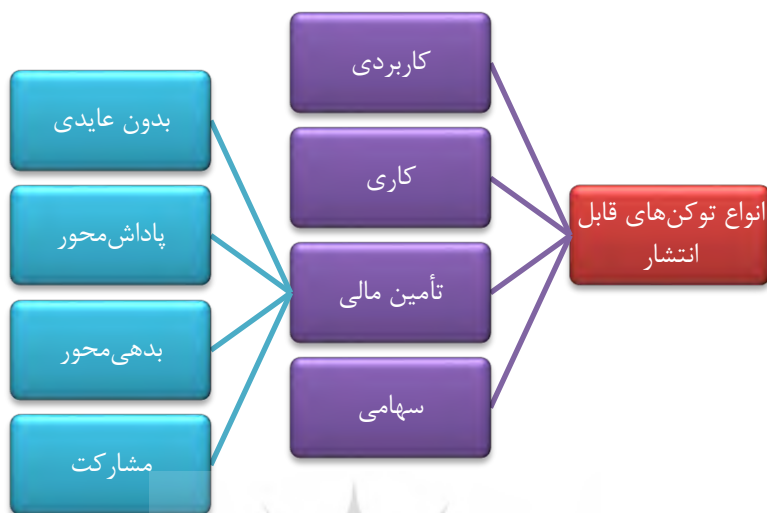 انواع توکن‌های قابل
انتشار
کاربردی
کاری
تأمین مالی
سهامی
بدون عایدی
پاداش‌محور
بدهی‌محور
مشارکت